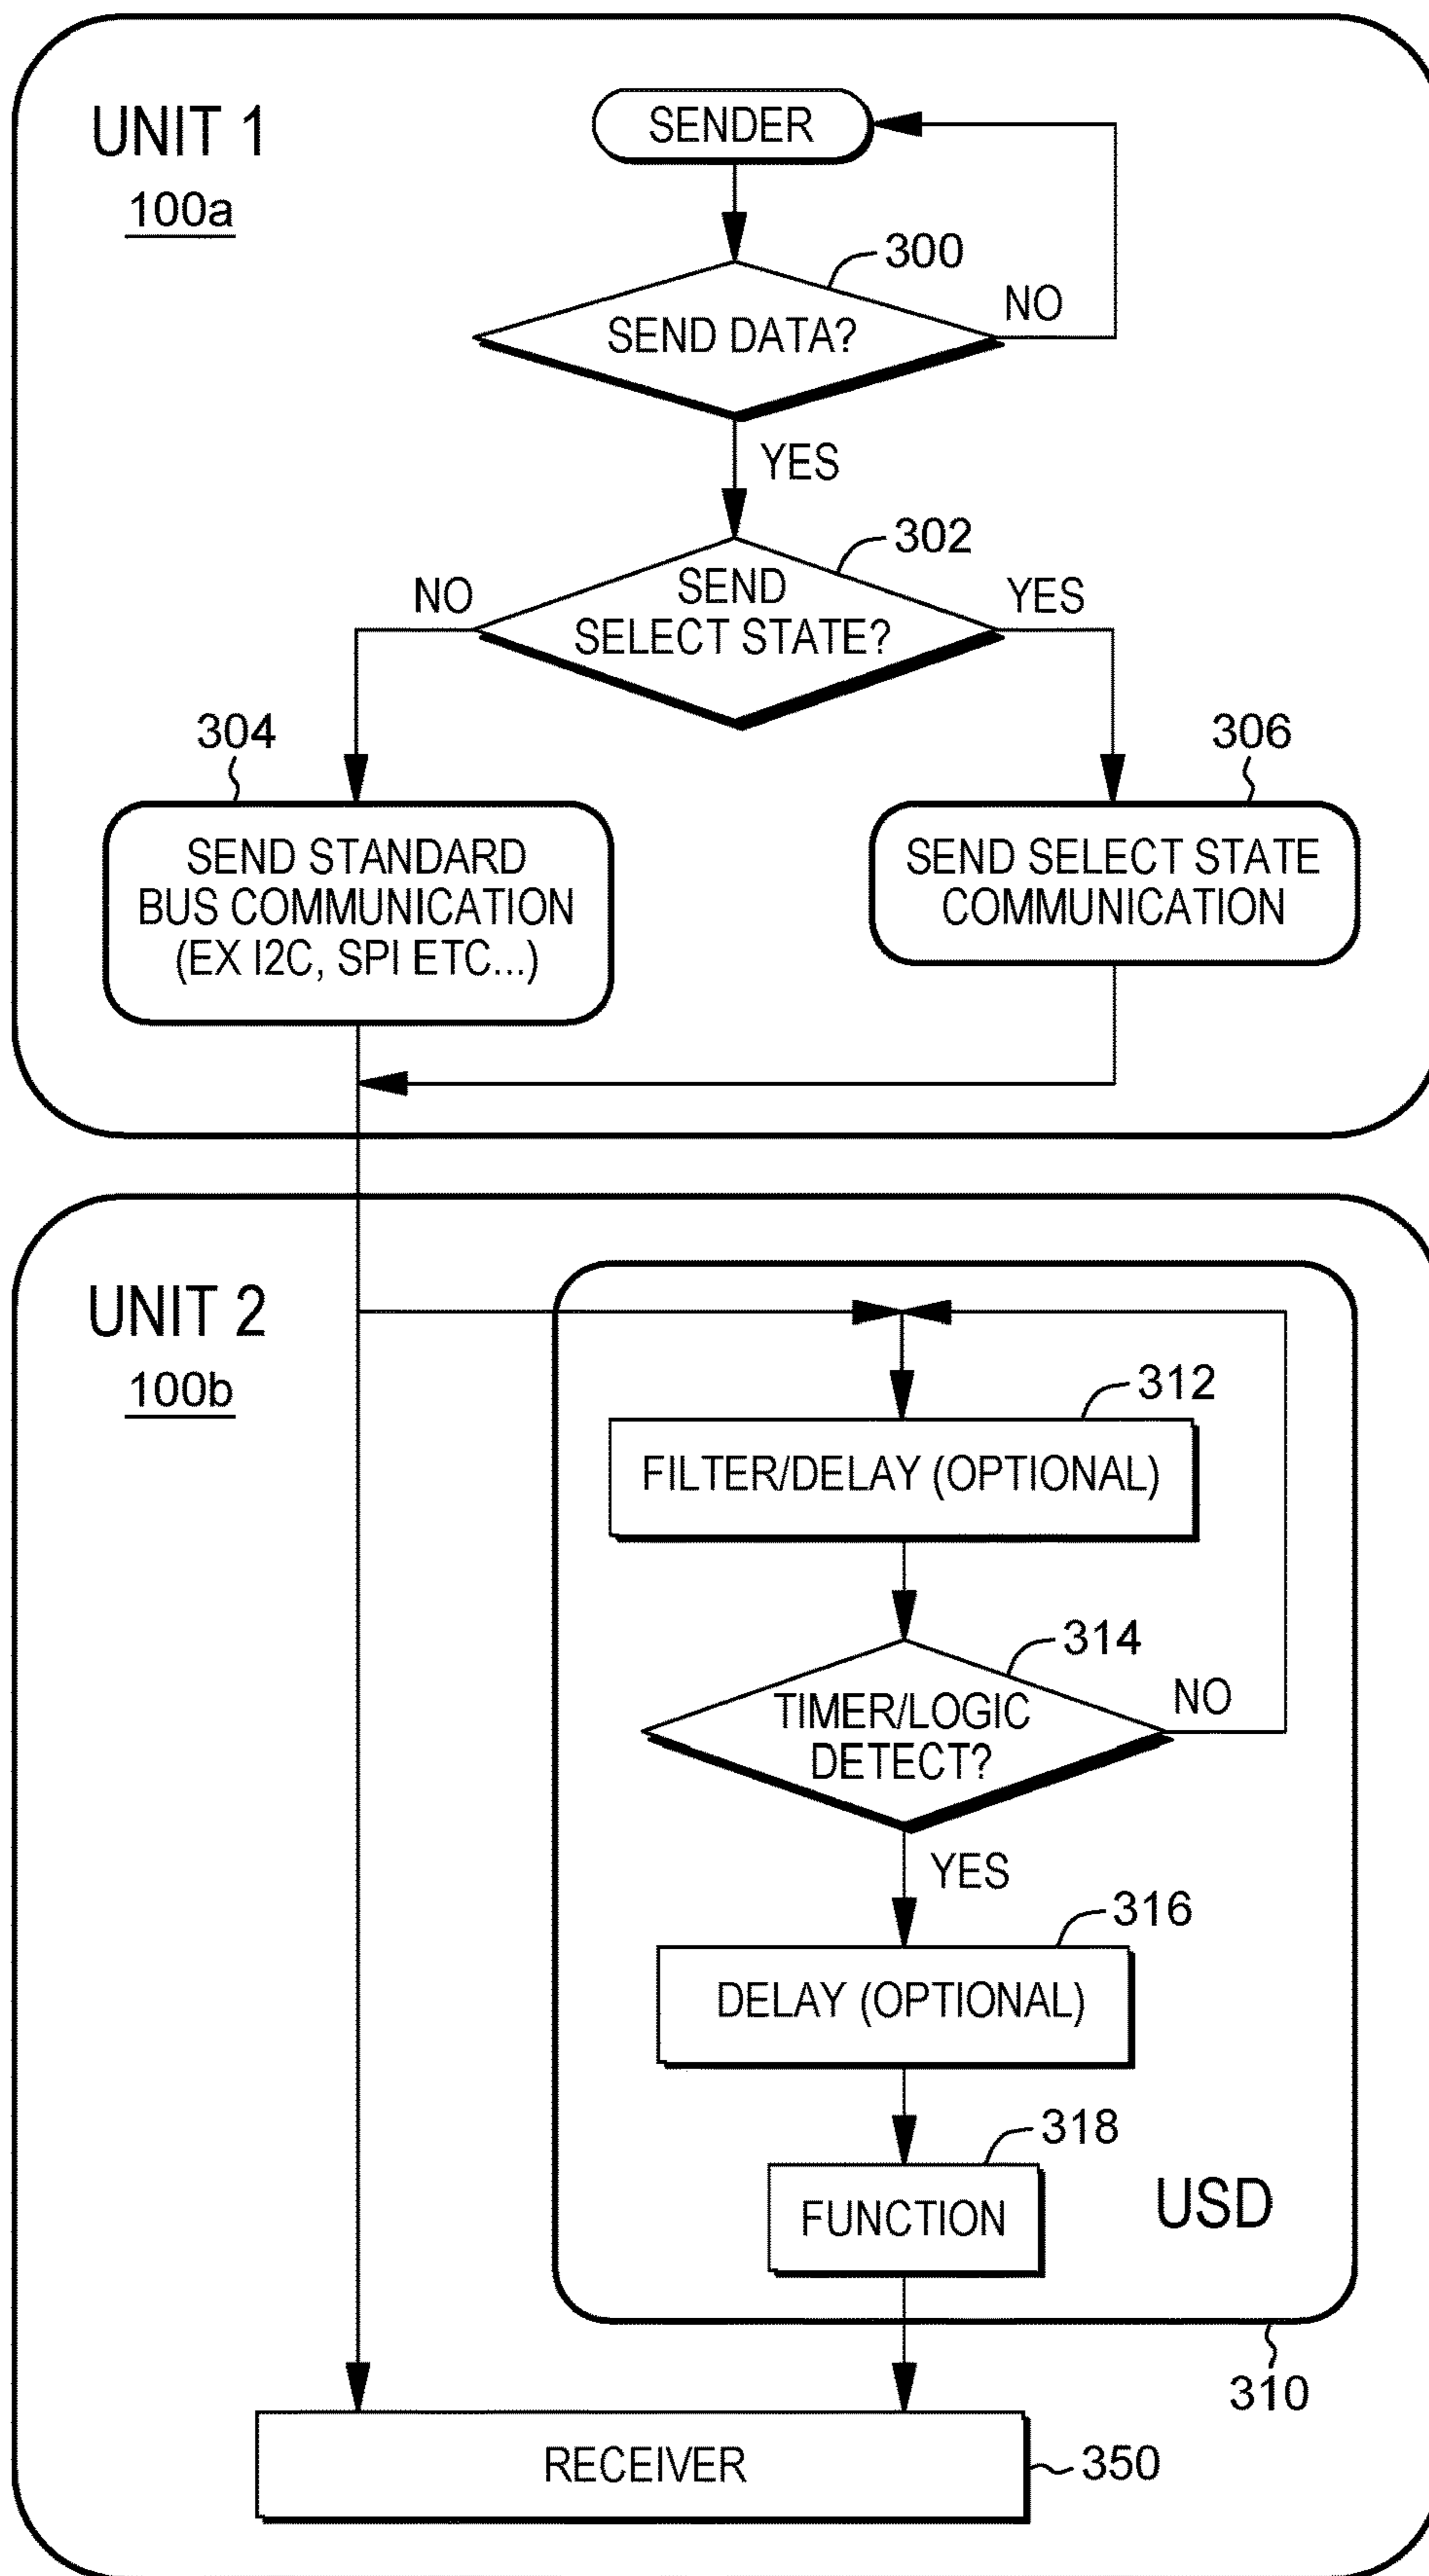 UNIT 1
100a
SENDER
300
SEND DATA?
NO
YES
302
SEND
SELECT STATE?
NO
YES
304
306
SEND STANDARD
BUS COMMUNICATION
(EX I2C, SPI ETC...)
SEND SELECT STATE
COMMUNICATION
UNIT 2
100b
312
FILTER/DELAY (OPTIONAL)
314
TIMER/LOGIC
DETECT?
NO
YES
316
DELAY (OPTIONAL)
318
FUNCTION
USD
310
RECEIVER
350